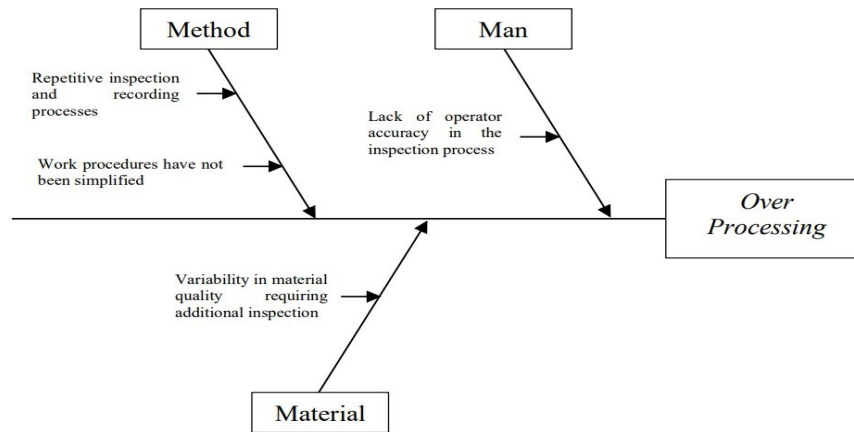 Method
Man
Repetitive inspection
and recording
processes
Lack of operator
accuracy in the
inspection process
Work procedures have not
been simplified
Over
Processing
Variability in material
quality requiring
additional inspection
Material